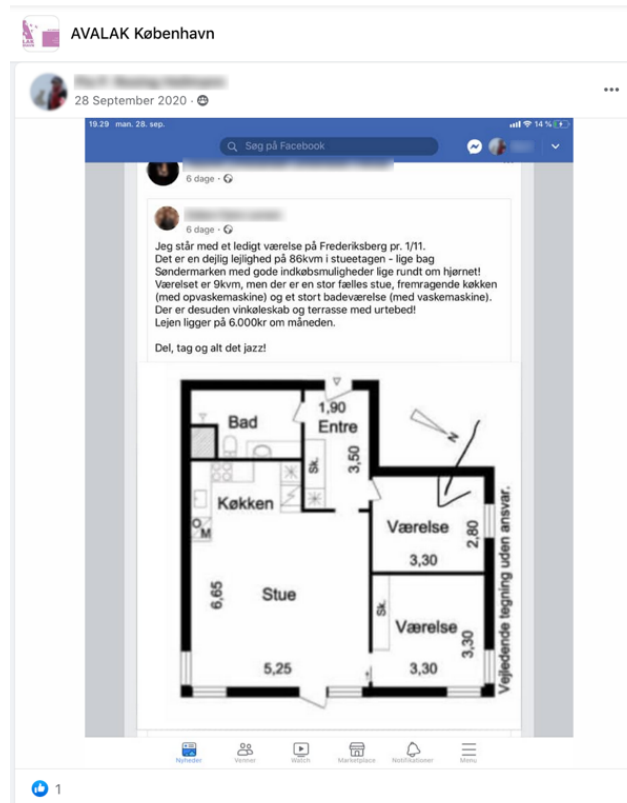 AVALAK København
28 September 2020
19.29 man. 28. sep.
14 %
Søg på Facebook
6 dage
6 dage
Jeg står med et ledigt værelse på Frederiksberg pr. 1/11.
Det er en dejlig lejlighed på 86kvm i stueetagen - lige bag
Søndermarken med gode indkøbsmuligheder lige rundt om hjørnet!
Værelset er 9kvm, men der er en stor fælles stue, fremragende køkken
(med opvaskemaskine) og et stort badeværelse (med vaskemaskine).
Der er desuden vinkøleskab og terrasse med urtebed!
Lejen ligger på 6.000kr om måneden.
Del, tag og alt det jazz!
Bad
1,90
Entre
Sk.
3,50
N
Køkken
O
M
Værelse
2,80
3,30
6,65
Stue
Sk.
Værelse
3,30
5,25
3,30
Vejledende tegning uden ansvar.
Nyheder
Venner
Watch
Marketplace
Notifikationer
Menu
1